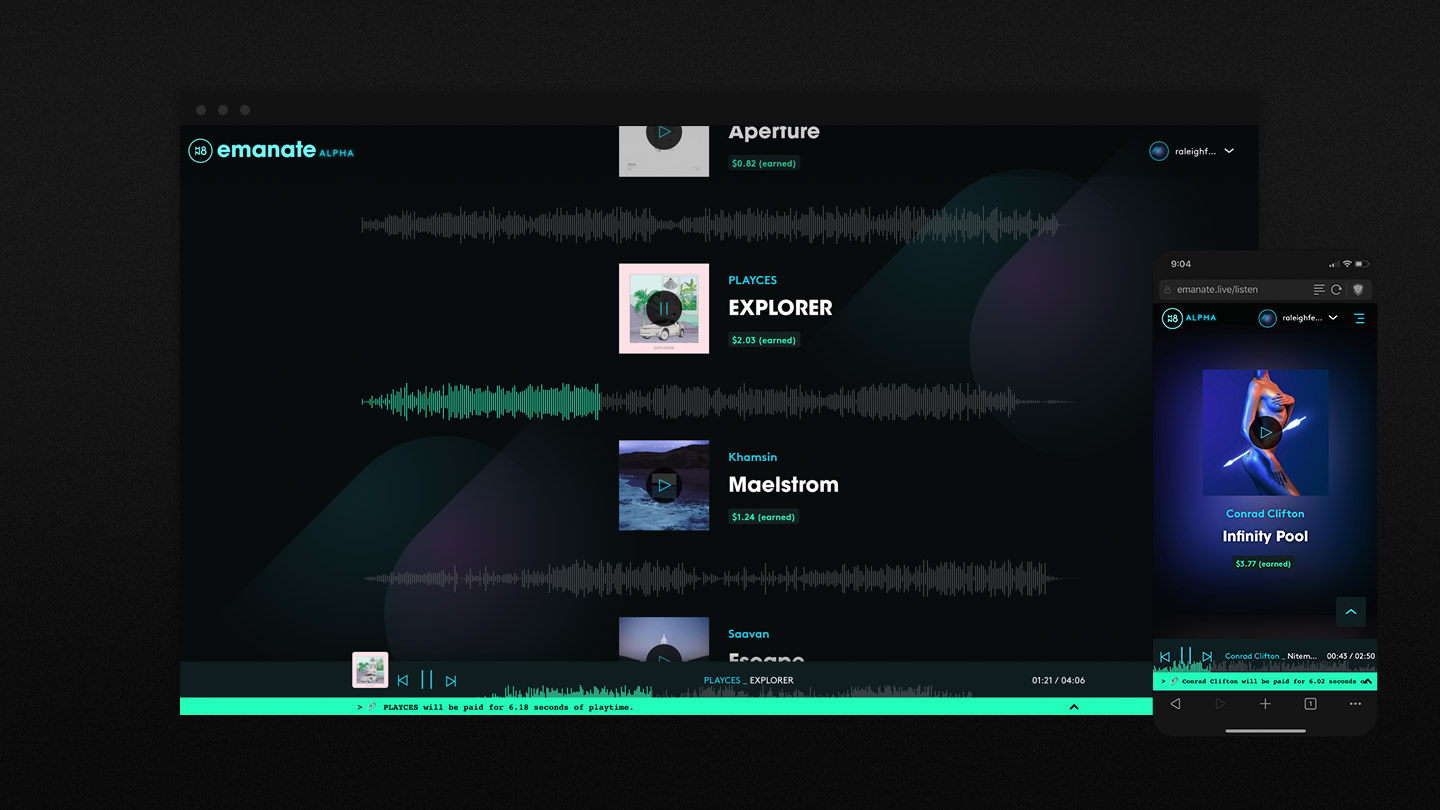 emanate ALPHA
Aperture
$0.82 (earned)
raleighf...
PLAYCES
EXPLORER
$2.03 (earned)
EXPLORER
Khamsin
Maelstrom
$1.24 (earned)
Saavan
Escape
PLAYCES _ EXPLORER
01:21 / 04:06
> PLAYCES will be paid for 6.18 seconds of playtime.
9:04
emanate.live/listen
ALPHA
raleighfe...
Conrad Clifton
Infinity Pool
$3.77 (earned)
Conrad Clifton _ Nitem...
00:43 / 02:50
> Conrad Clifton will be paid for 6.02 seconds o
1